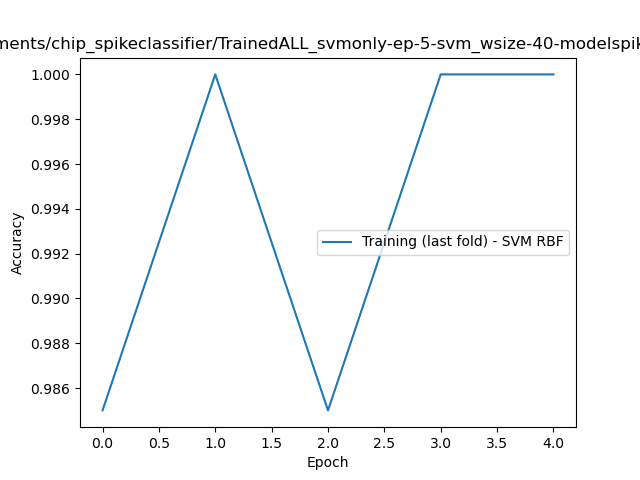 ments/chip_spikeclassifier/TrainedALL_svmonly-ep-5-svm_wsize-40-modelspik
1.000
0.998
0.996
0.994
0.992
0.990
0.988
0.986
Accuracy
Training (last fold) - SVM RBF
0.0 0.5 1.0 1.5 2.0 2.5 3.0 3.5 4.0
Epoch